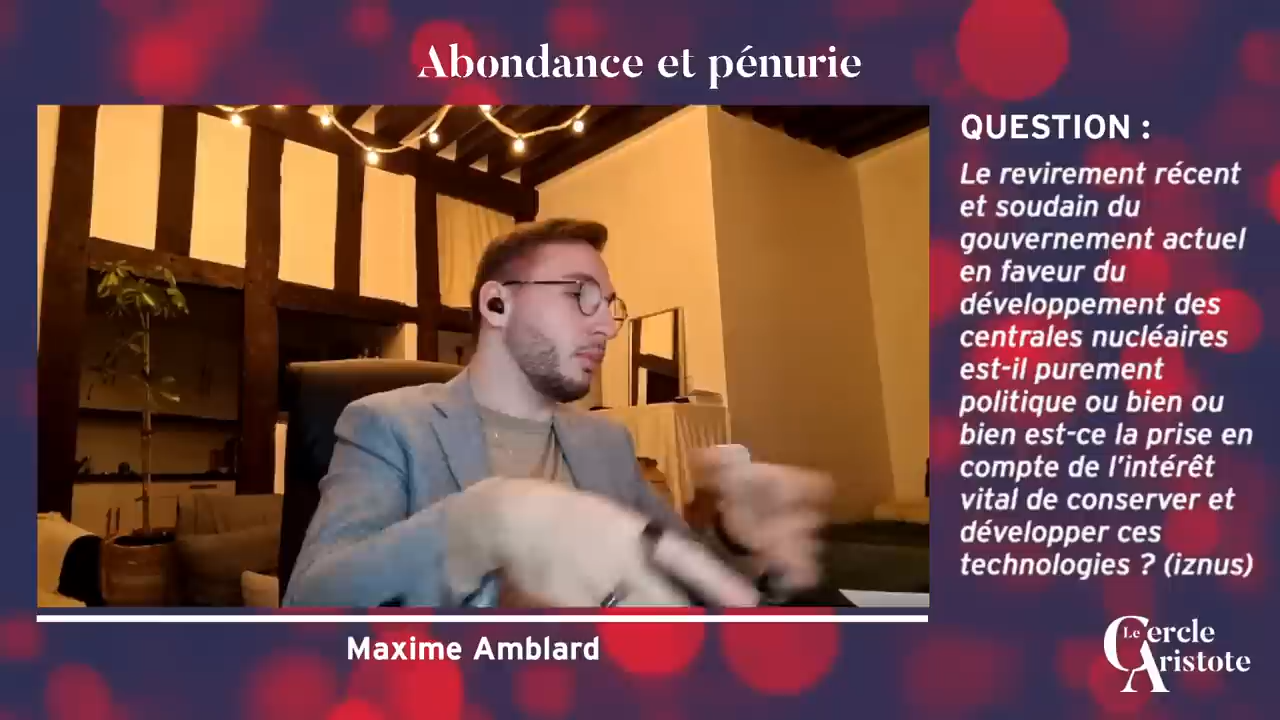 Abondance et pénurie
QUESTION :
Le revirement récent
et soudain du
gouvernement actuel
en faveur du
développement des
centrales nucléaires
est-il purement
politique ou bien ou
bien est-ce la prise en
compte de l'intérêt
vital de conserver et
développer ces
technologies ? (iznus)
Maxime Amblard
Le Cercle
Aristote